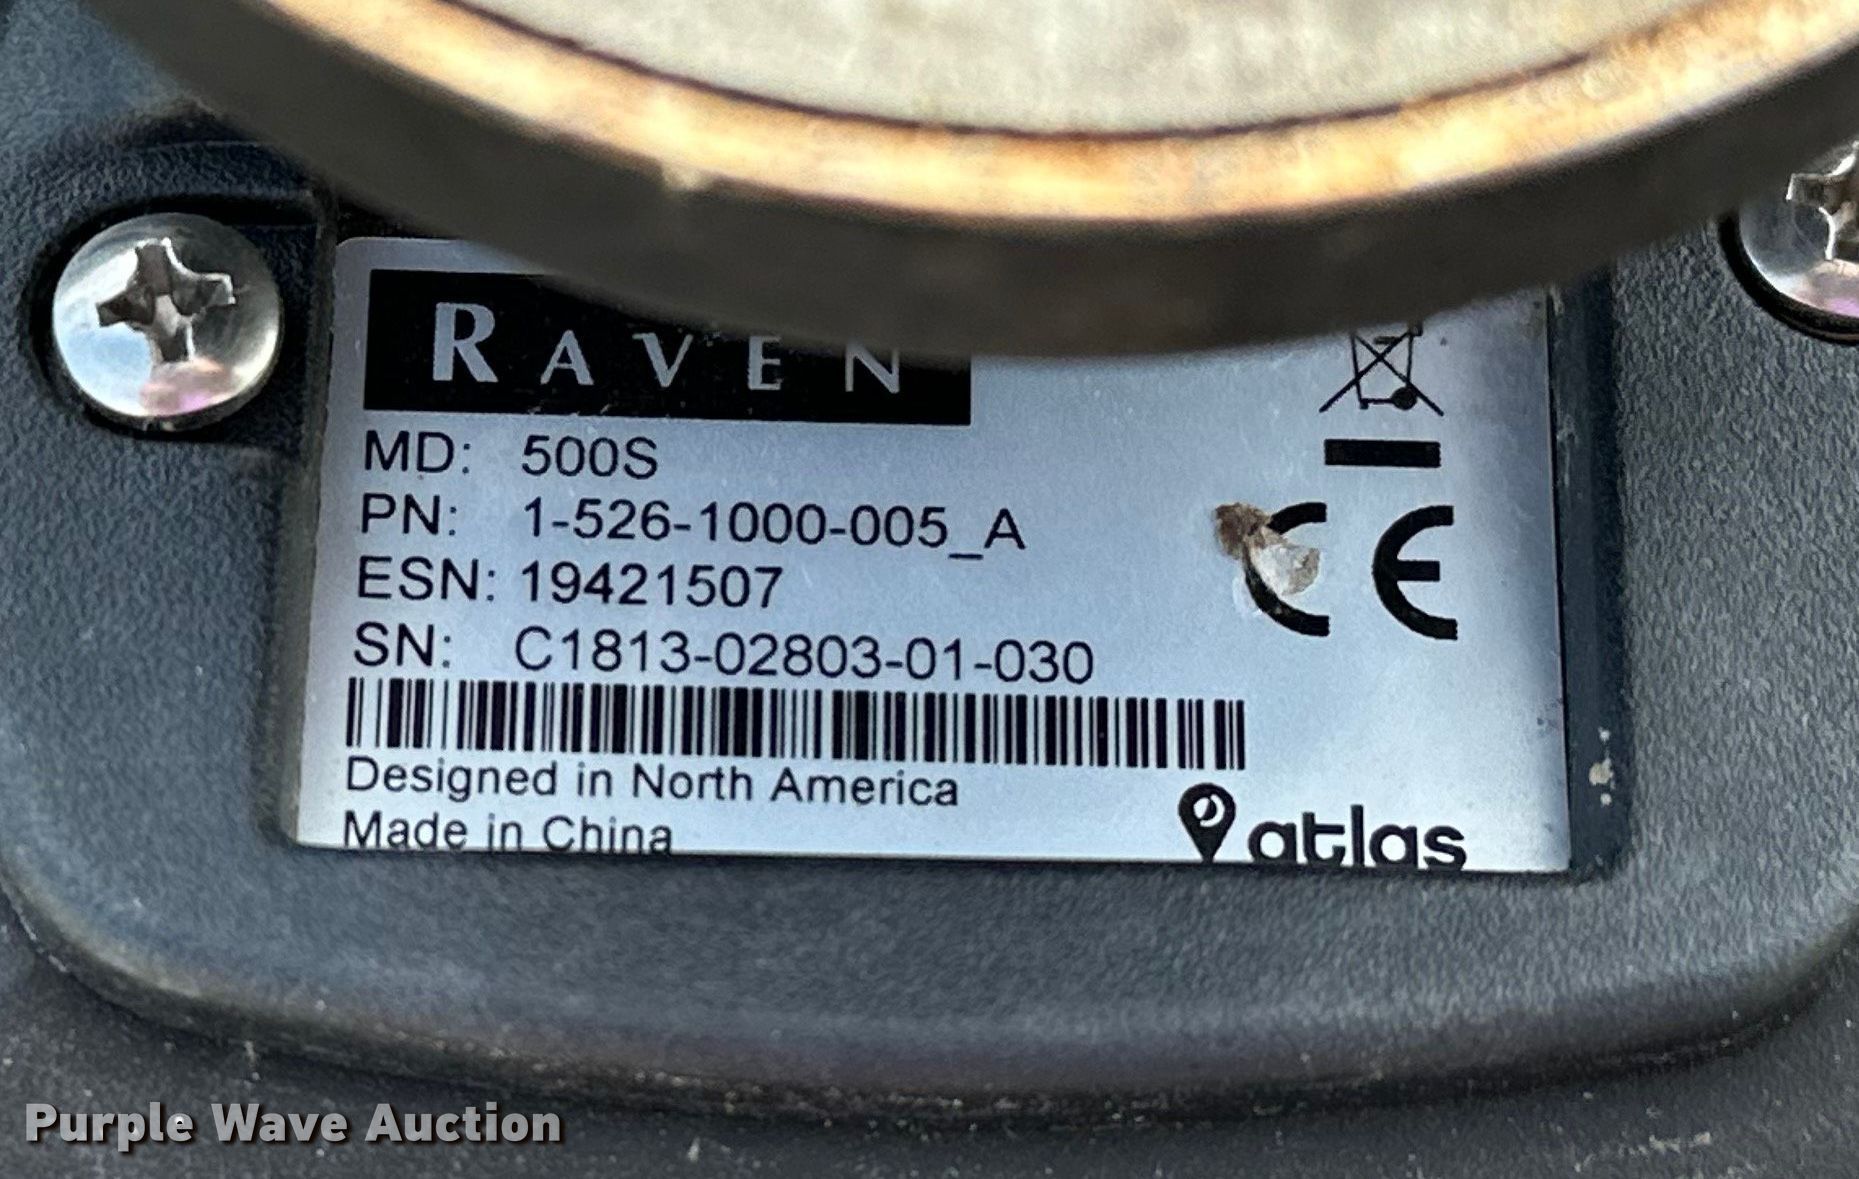 RAVEN
MD: 500S
PN: 1-526-1000-005_A
ESN: 19421507
SN: C1813-02803-01-030
CE
Designed in North America
Made in China
atlas
Purple Wave Auction